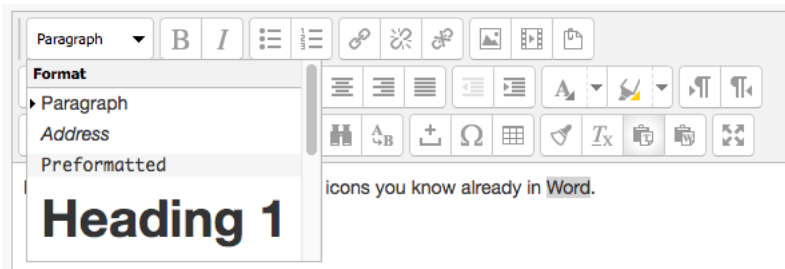 Paragraph
B I
Format
Paragraph
Address
Preformatted
Heading 1
icons you know already in Word.